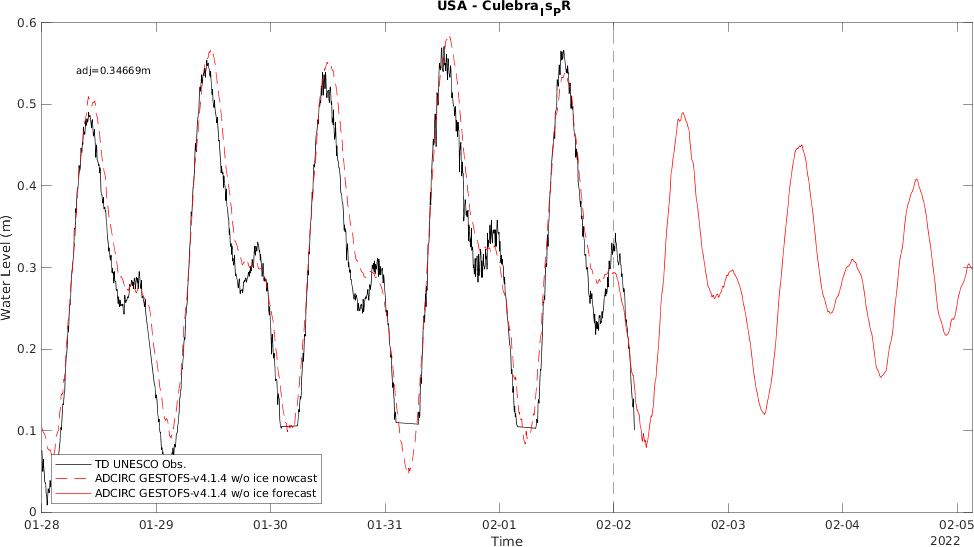 USA - CulebraIsPR
adj=0.34669m
0.6
0.5
0.4
0.3
0.2
0.1
0
Water Level (m)
TD UNESCO Obs.
ADCIRC GESTOFS-v4.1.4 w/o ice nowcast
ADCIRC GESTOFS-v4.1.4 w/o ice forecast
01-28 01-29 01-30 01-31 02-01 02-02 02-03 02-04 02-05
Time
2022